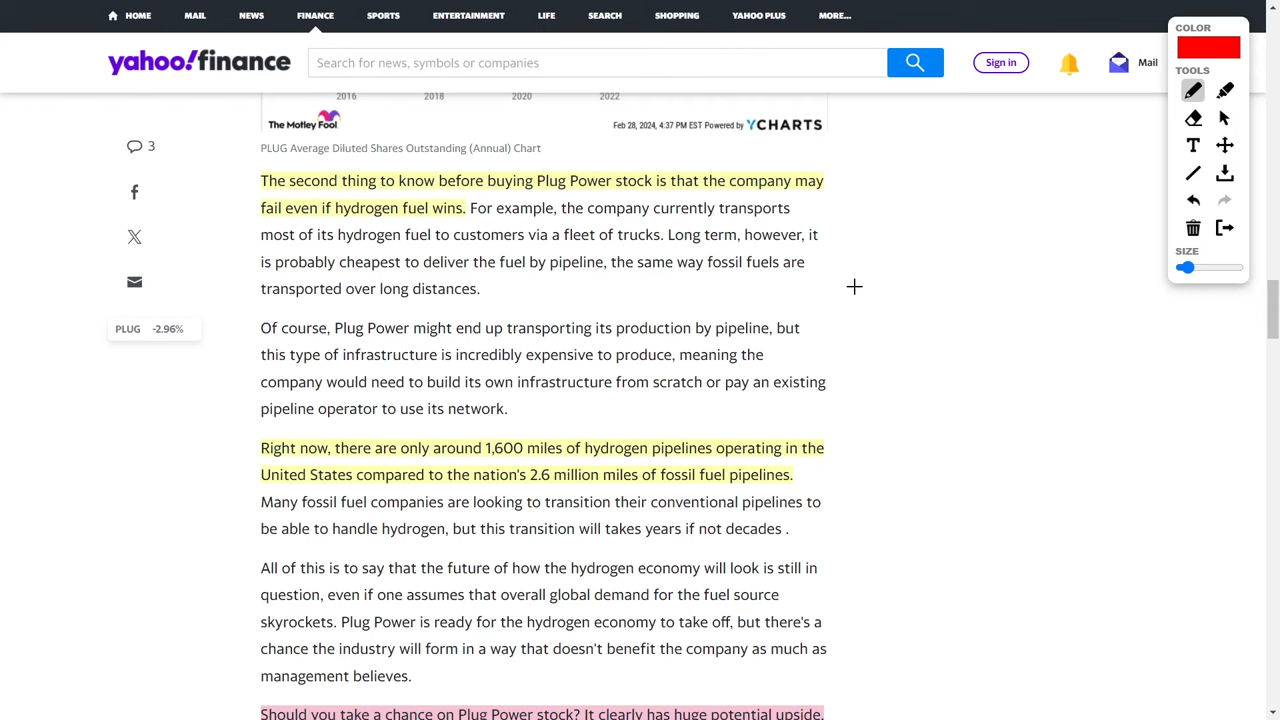 HOME MAIL NEWS FINANCE SPORTS ENTERTAINMENT LIFE SEARCH SHOPPING YAHOO PLUS MORE...
yahoo!finance
Search for news, symbols or companies
Sign in
Mail
COLOR
TOOLS
T
SIZE
2016 2018 2020 2022
The Motley Fool.
Feb 28, 2024, 4:37 PM EST Powered by YCHARTS
PLUG Average Diluted Shares Outstanding (Annual) Chart
3
PLUG -2.96%
The second thing to know before buying Plug Power stock is that the company may
fail even if hydrogen fuel wins. For example, the company currently transports
most of its hydrogen fuel to customers via a fleet of trucks. Long term, however, it
is probably cheapest to deliver the fuel by pipeline, the same way fossil fuels are
transported over long distances.
Of course, Plug Power might end up transporting its production by pipeline, but
this type of infrastructure is incredibly expensive to produce, meaning the
company would need to build its own infrastructure from scratch or pay an existing
pipeline operator to use its network.
Right now, there are only around 1,600 miles of hydrogen pipelines operating in the
United States compared to the nation's 2.6 million miles of fossil fuel pipelines.
Many fossil fuel companies are looking to transition their conventional pipelines to
be able to handle hydrogen, but this transition will takes years if not decades .
All of this is to say that the future of how the hydrogen economy will look is still in
question, even if one assumes that overall global demand for the fuel source
skyrockets. Plug Power is ready for the hydrogen economy to take off, but there's a
chance the industry will form in a way that doesn't benefit the company as much as
management believes.
Should you take a chance on Plug Power stock? It clearly has huge potential upside,